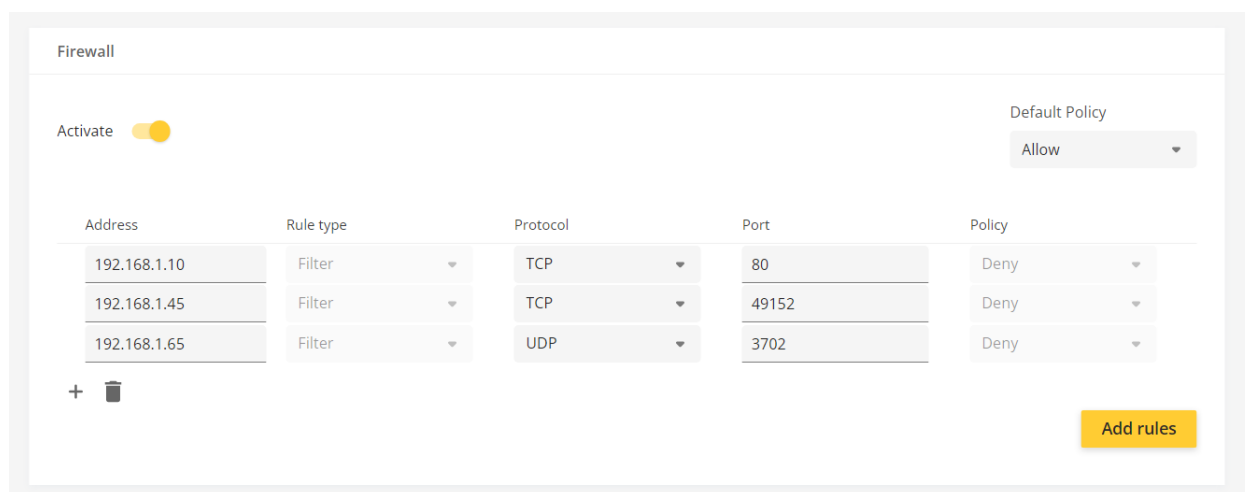 Firewall
Default Policy
Activate
Allow
Address Rule type Protocol Port Policy
192.168.1.10 Filter TCP 80 Deny
192.168.1.45 Filter TCP 49152 Deny
192.168.1.65 Filter UDP 3702 Deny
+
Add rules